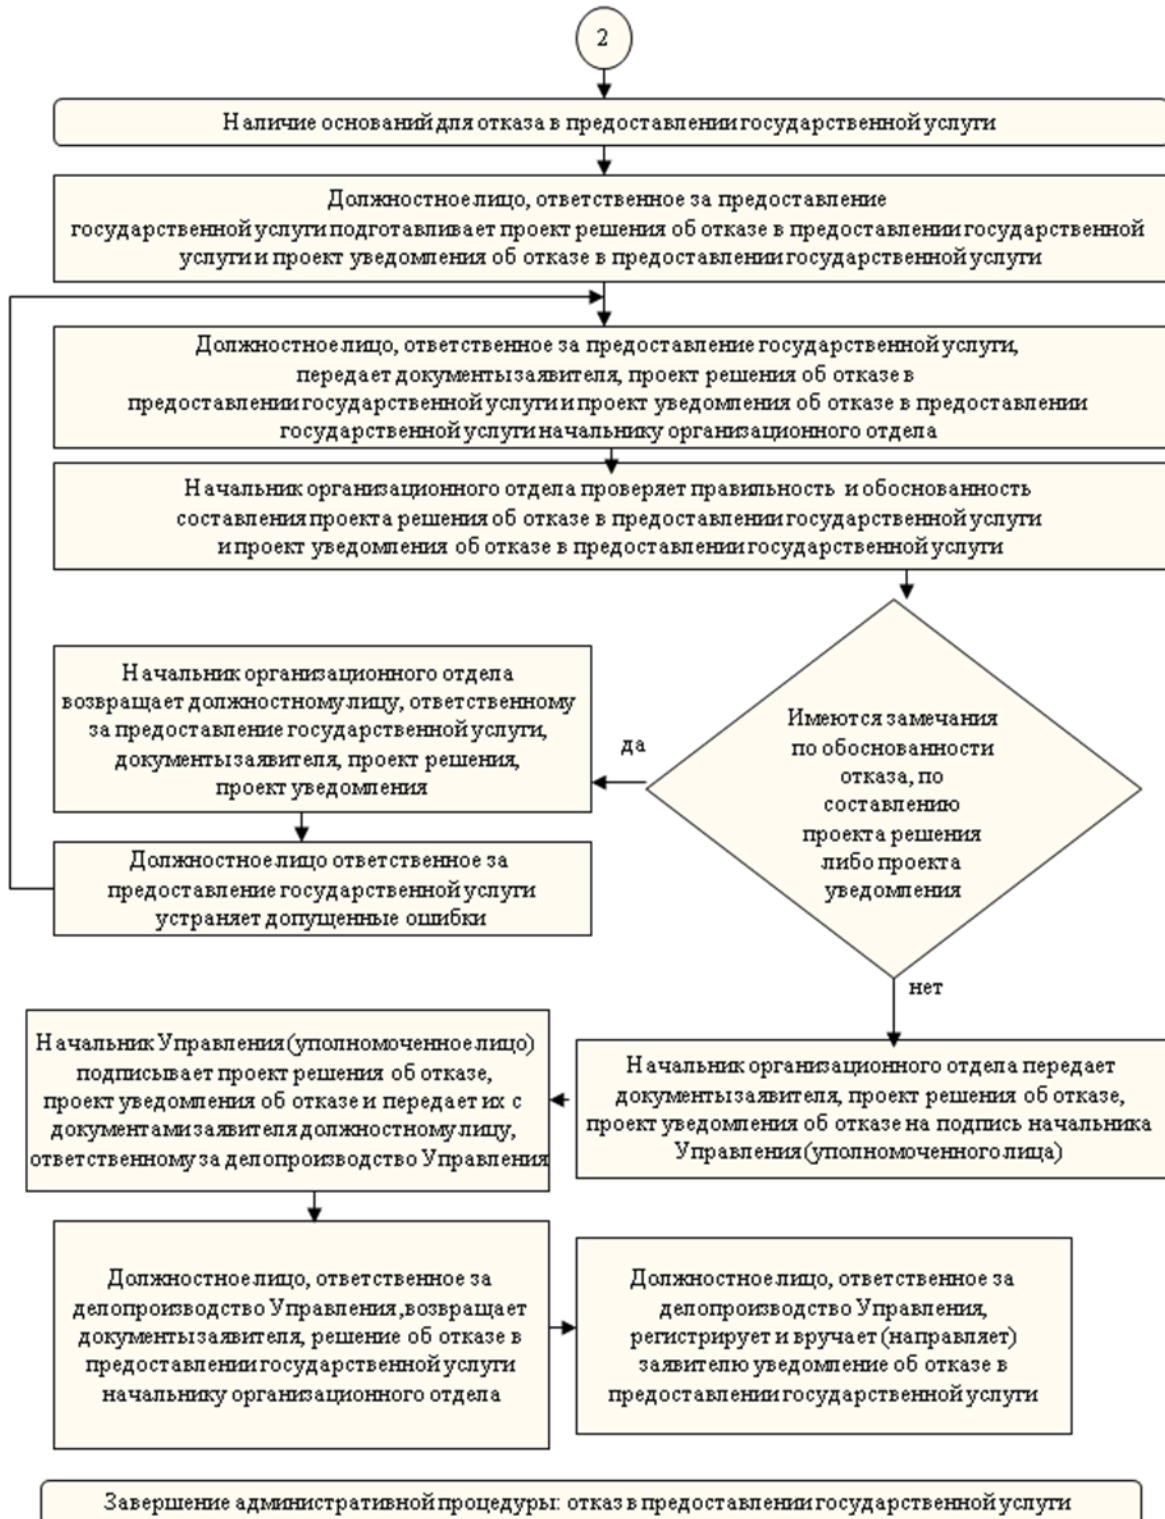 2
Наличие оснований для отказа в предоставлении государственной услуги
Должностное лицо, ответственное за предоставление
государственной услуги подготавливает проект решения об отказе в предоставлении государственной
услуги и проект уведомления об отказе в предоставлении государственной услуги
Должностное лицо, ответственное за предоставление государственной услуги,
передает документы заявителя, проект решения об отказе в
предоставлении государственной услуги и проект уведомления об отказе в предоставлении
государственной услуги начальнику организационного отдела
Начальник организационного отдела проверяет правильность и обоснованность
составления проекта решения об отказе в предоставлении государственной услуги
и проект уведомления об отказе в предоставлении государственной услуги
Имеются замечания
по обоснованности
отказа, по
составлению
проекта решения
либо проекта
уведомления
да
Начальник организационного отдела
возвращает должностному лицу, ответственному
за предоставление государственной услуги,
документы заявителя, проект решения,
проект уведомления
Должностное лицо ответственное за
предоставление государственной услуги
устраняет допущенные ошибки
нет
Начальник организационного отдела передает
документы заявителя, проект решения об отказе,
проект уведомления об отказе на подпись начальника
Управления (уполномоченного лица)
Начальник Управления (уполномоченное лицо)
подписывает проект решения об отказе,
проект уведомления об отказе и передает их с
документами заявителя должностному лицу,
ответственному за делопроизводство Управления
Должностное лицо, ответственное за
делопроизводство Управления,возвращает
документы заявителя, решение об отказе в
предоставлении государственной услуги
начальнику организационного отдела
Должностное лицо, ответственное за
делопроизводство Управления,
регистрирует и вручает (направляет)
заявителю уведомление об отказе в
предоставлении государственной услуги
Завершение административной процедуры: отказ в предоставлении государственной услуги